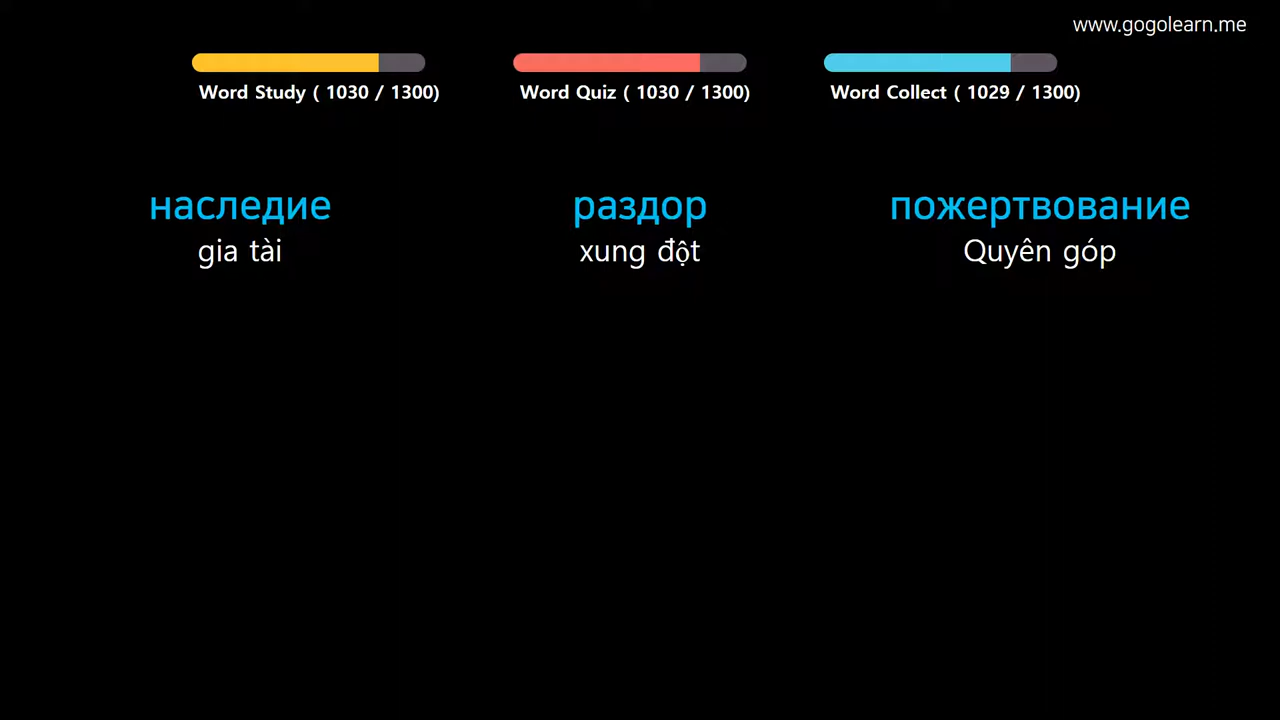 www.gogolearn.me
Word Study ( 1030 / 1300)
Word Quiz ( 1030 / 1300)
Word Collect ( 1029 / 1300)
наследие
gia tài
раздор
xung đột
пожертвование
Quyên góp